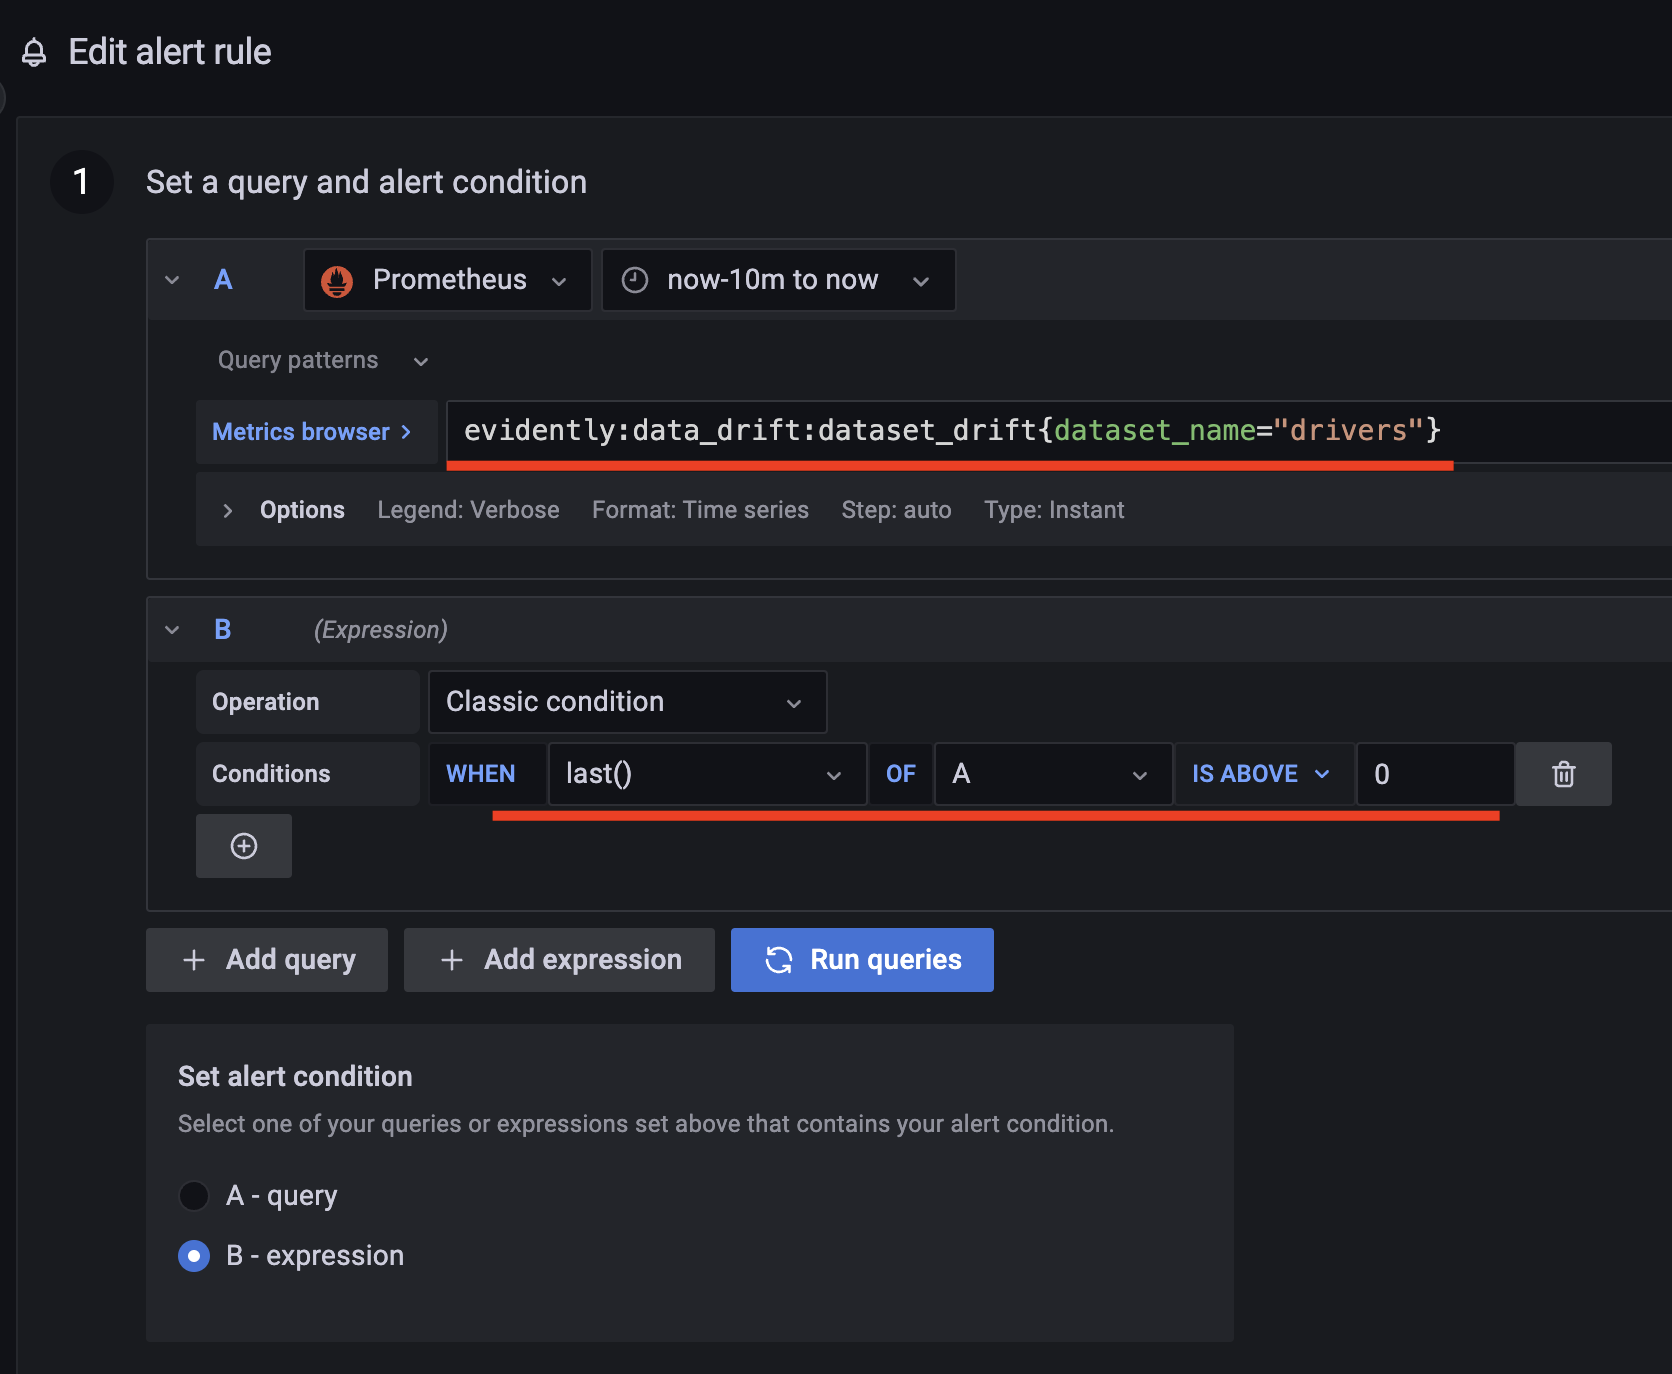 Edit alert rule
1 Set a query and alert condition
A Prometheus now-10m to now
Query patterns
Metrics browser > evidently:data_drift:dataset_drift{dataset_name="drivers"}
> Options Legend: Verbose Format: Time series Step: auto Type: Instant
B (Expression)
Operation Classic condition
Conditions WHEN last() OF A IS ABOVE 0
+ Add query + Add expression Run queries
Set alert condition
Select one of your queries or expressions set above that contains your alert condition.
A - query
B - expression